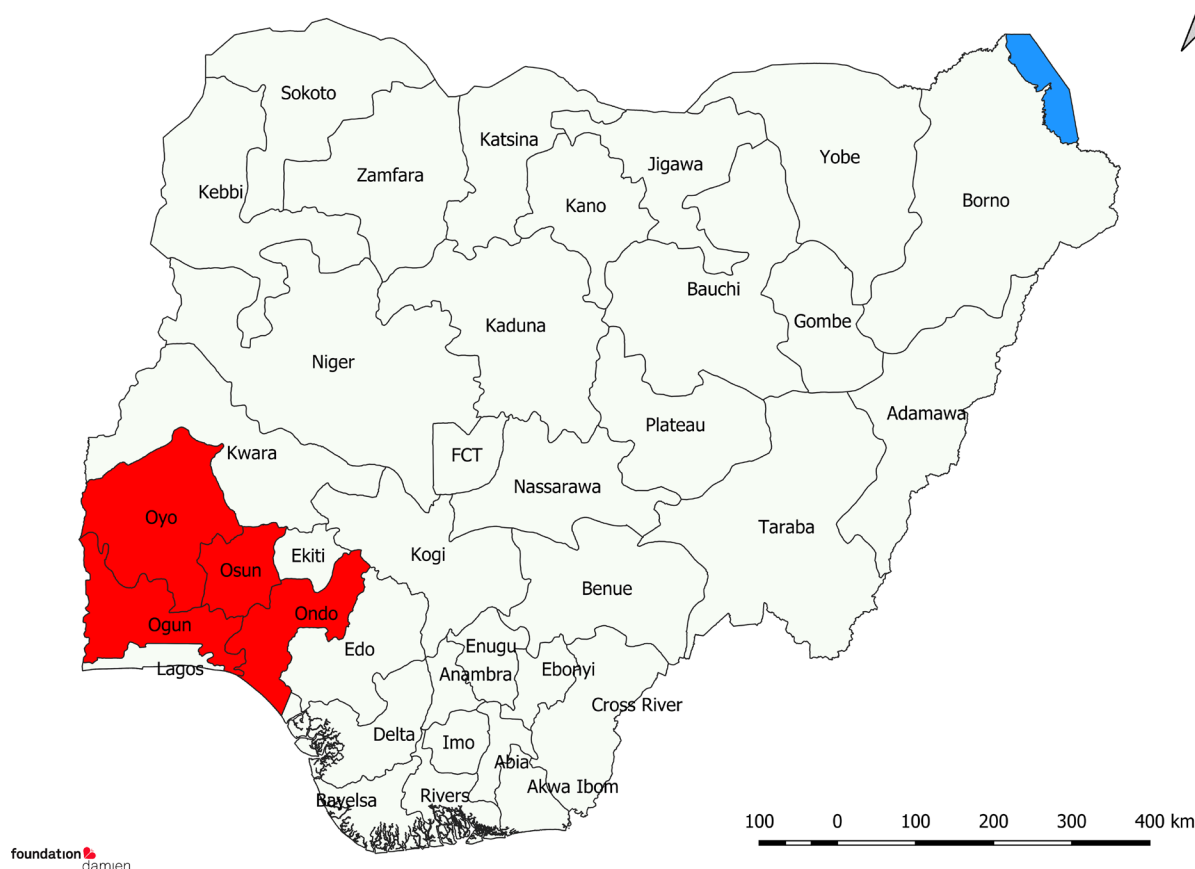 Sokoto
Katsina
Yobe
Jigawa
Zamfara
Kebbi
Borno
Kano
Bauchi
Gombe
Kaduna
Niger
Adamawa
Plateau
Kwara
FCT
Nassarawa
Oyo
Taraba
Kogi
Ekiti
Osun
Benue
Ondo
Ogun
Enugu
Edo
Lagos
Ebonyi
Anambra
Cross River
Delta
Imo
Abia
Akwa Ibom
Rivers
Bayelsa
100 0 100 200 300 400 km
foundation
damien